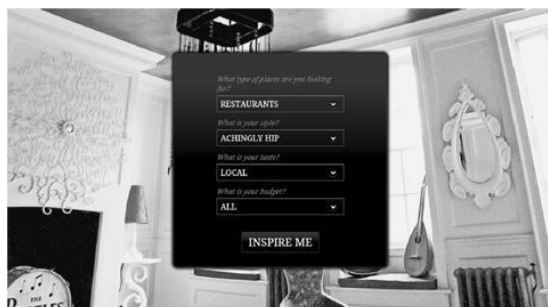 What type of places are you looking
for?
RESTAURANTS
What is your style?
ACHINGLY HIP
What is your taste?
LOCAL
What is your budget?
ALL
INSPIRE ME
THE